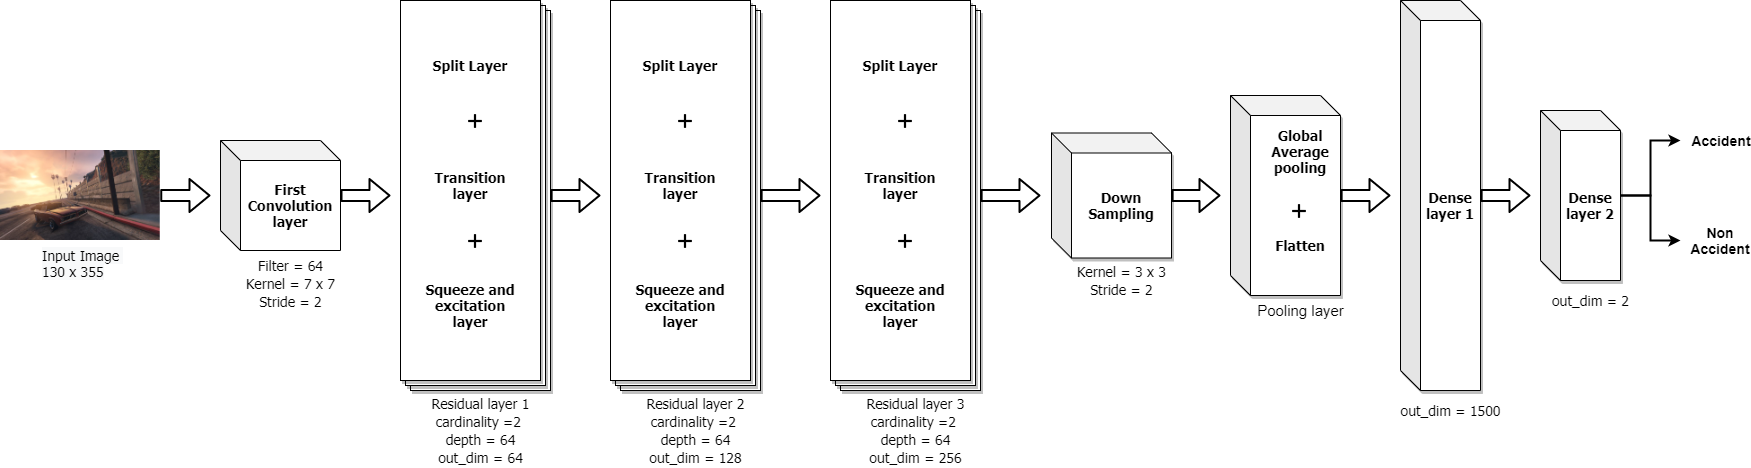 Input Image
130 x 355
First
Convolution
layer
Filter = 64
Kernel = 7 x 7
Stride = 2
Split Layer
+
Transition
layer
+
Squeeze and
excitation
layer
Residual layer 1
cardinality =2
depth = 64
out_dim = 64
Split Layer
+
Transition
layer
+
Squeeze and
excitation
layer
Residual layer 2
cardinality =2
depth = 64
out_dim = 128
Split Layer
+
Transition
layer
+
Squeeze and
excitation
layer
Residual layer 3
cardinality =2
depth = 64
out_dim = 256
Down
Sampling
Kernel = 3 x 3
Stride = 2
Global
Average
pooling
+
Flatten
Pooling layer
Dense
layer 1
out_dim = 1500
Dense
layer 2
out_dim = 2
Accident
Non
Accident